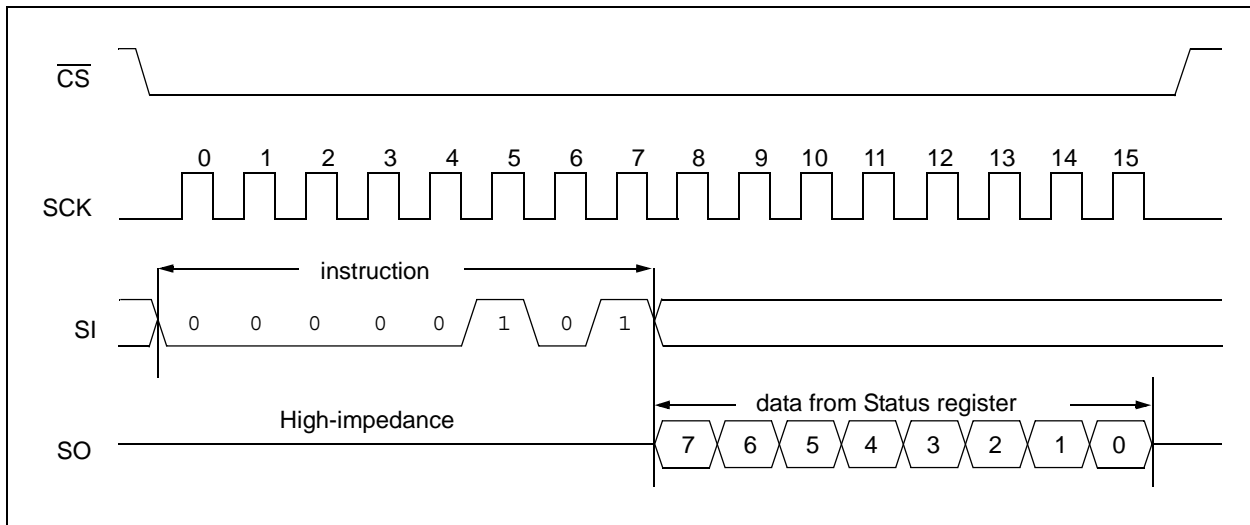 CS
0 1 2 3 4 5 6 7 8 9 10 11 12 13 14 15
SCK
instruction
SI
0 0 0 0 0 1 0 1
data from Status register
High-impedance
SO
7 6 5 4 3 2 1 0